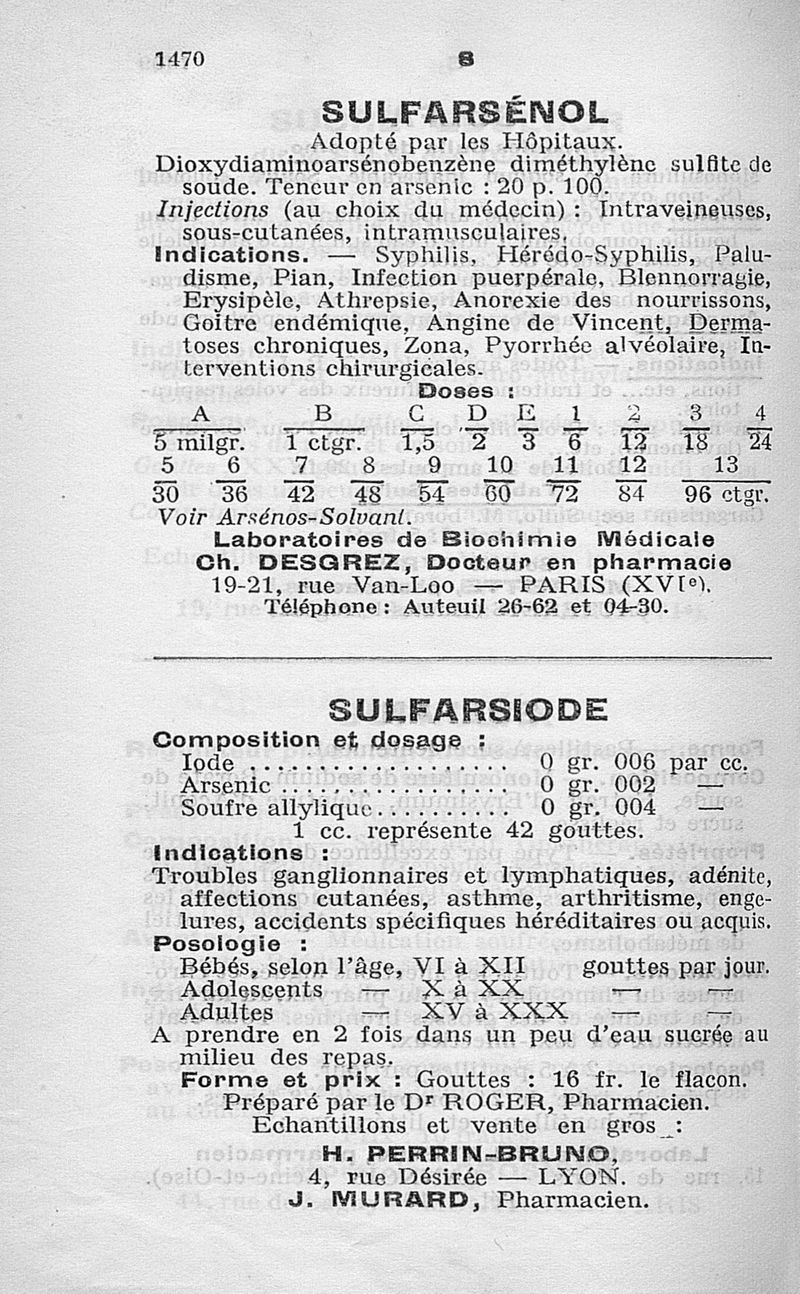 1470
S
SULFARSÉNOL
Adopté par les Hôpitaux.
Dioxydiaminoarsénobenzène diméthylène sulfite de
soude. Teneur en arsenic : 20 p. 100.
Injections (au choix du médecin) : Intraveineuses,
sous-cutanées, intramusculaires.
Indications. — Syphilis, Hérédo-Syphilis, Palu-
disme, Pian, Infection puerpérale, Blennorragie,
Erysipèle, Athrepsie, Anorexie des nourrissons,
Goitre endémique, Angine de Vincent, Derma-
toses chroniques, Zona, Pyorrhée alvéolaire, In-
terventions chirurgicales.
Doses :
A B C D E 1 2 3 4
5 milgr. 1 ctgr. 1,5 2 3 6 12 18 24
5 6 7 8 9 10 11 12 13
30 36 42 48 54 60 72 84 96 ctgr.
Voir Arsénos-Solvant.
Laboratoires de Biochimie Médicale
Ch. DESGREZ, Docteur en pharmacie
19-21, rue Van-Loo — PARIS (XVIe).
Téléphone : Auteuil 26-62 et 04-30.
SULFARSIODE
Composition et dosage :
Iode .................. 0 gr. 006 par cc.
Arsenic ................ 0 gr. 002 —
Soufre allylique.......... 0 gr. 004 —
1 cc. représente 42 gouttes.
Indications :
Troubles ganglionnaires et lymphatiques, adénite,
affections cutanées, asthme, arthritisme, enge-
lures, accidents spécifiques héréditaires ou acquis.
Posologie :
Bébés, selon l'âge, VI à XII gouttes par jour.
Adolescents — X à XX — —
Adultes — XV à XXX — —
A prendre en 2 fois dans un peu d'eau sucrée au
milieu des repas.
Forme et prix : Gouttes : 16 fr. le flacon.
Préparé par le Dr ROGER, Pharmacien.
Echantillons et vente en gros :
H. PERRIN-BRUNO,
4, rue Désirée — LYON.
J. MURARD, Pharmacien.